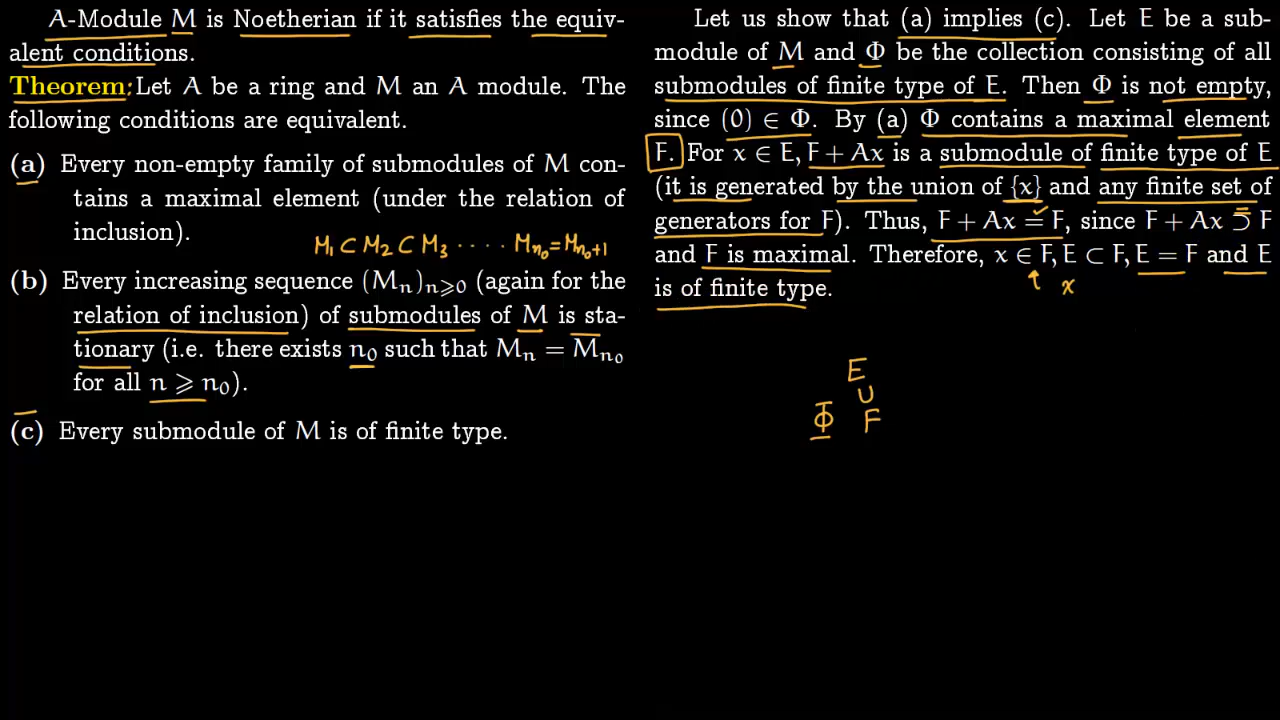 A-Module M is Noetherian if it satisfies the equiv-
alent conditions.
Theorem: Let A be a ring and M an A module. The
following conditions are equivalent.
(a) Every non-empty family of submodules of M con-
tains a maximal element (under the relation of
inclusion).
M₁ ⊂ M₂ ⊂ M₃ ···· Mₙ₀ = Mₙ₀₊₁
(b) Every increasing sequence (Mₙ)ₙ⩾₀ (again for the
relation of inclusion) of submodules of M is sta-
tionary (i.e. there exists n₀ such that Mₙ = Mₙ₀
for all n ⩾ n₀).
(c) Every submodule of M is of finite type.
Let us show that (a) implies (c). Let E be a sub-
module of M and Φ be the collection consisting of all
submodules of finite type of E. Then Φ is not empty,
since (0) ∈ Φ. By (a) Φ contains a maximal element
F. For x ∈ E, F + Ax is a submodule of finite type of E
(it is generated by the union of {x} and any finite set of
generators for F). Thus, F + Ax = F, since F + Ax ⊃ F
and F is maximal. Therefore, x ∈ F, E ⊂ F, E = F and E
is of finite type.
↑ x
E
∪
Φ F